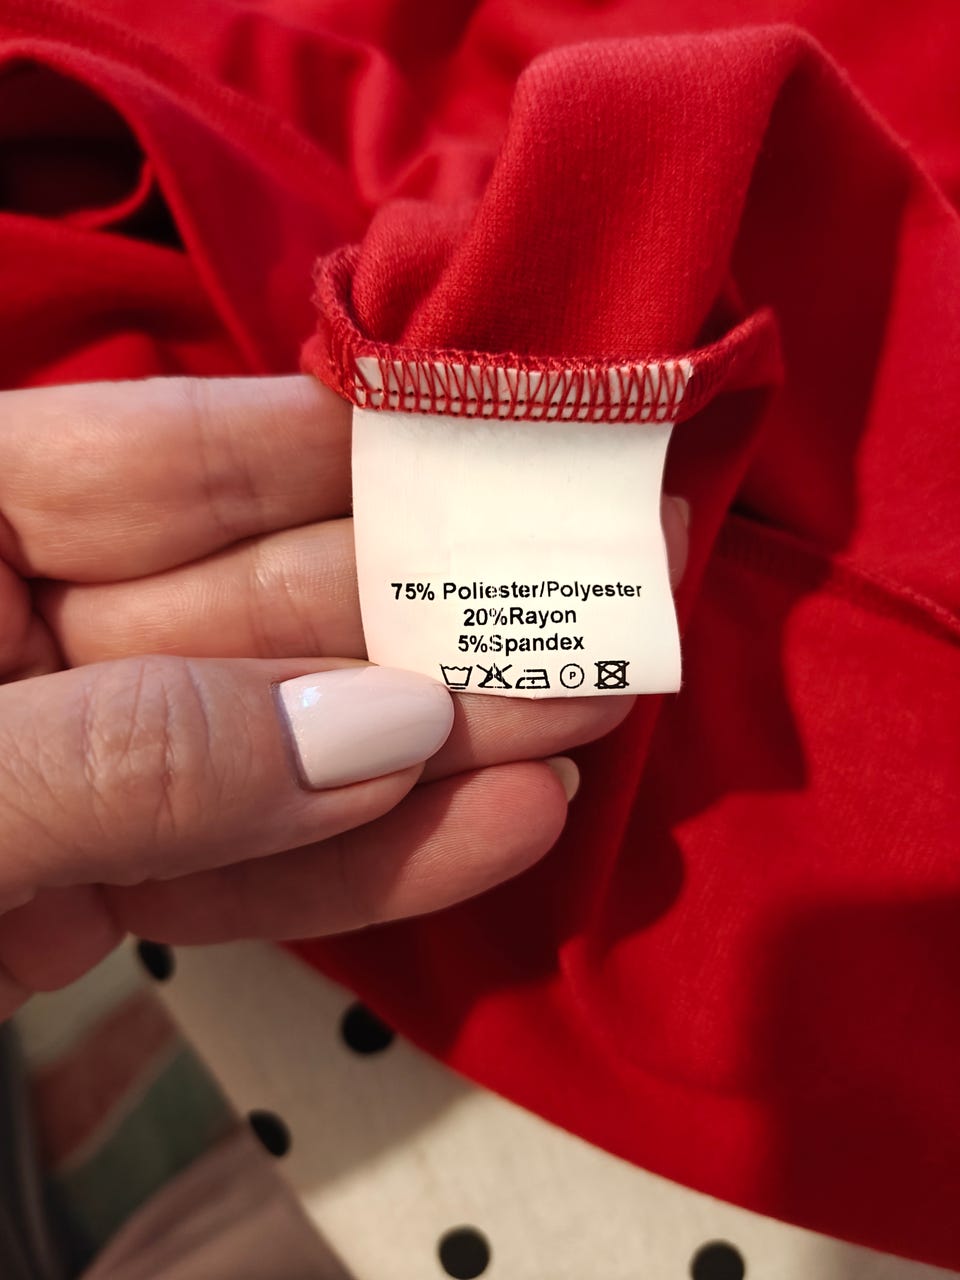 75% Poliester/Polyester
20%Rayon
5%Spandex
P